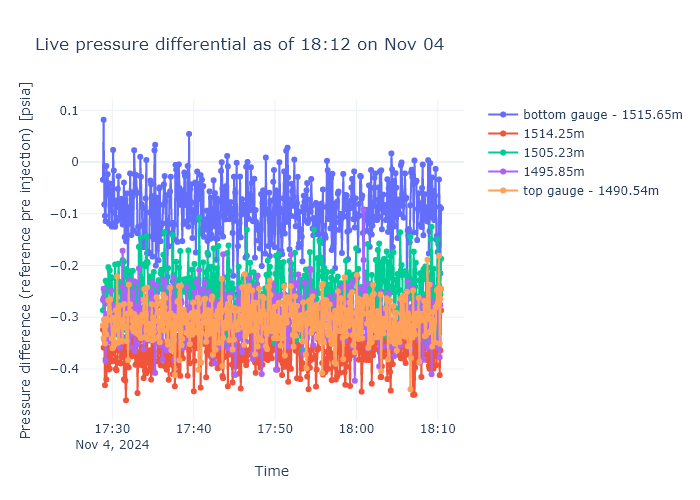 Live pressure differential as of 18:12 on Nov 04
Pressure difference (reference pre injection) [psia]
0.1
0
−0.1
−0.2
−0.3
−0.4
17:30
Nov 4, 2024
17:40
17:50
18:00
18:10
Time
bottom gauge - 1515.65m
1514.25m
1505.23m
1495.85m
top gauge - 1490.54m